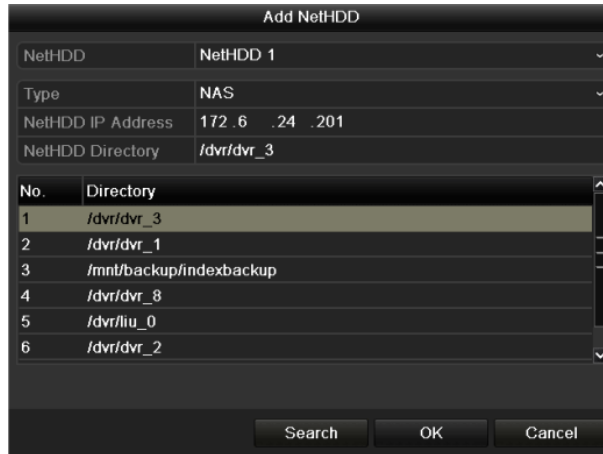 Add NetHDD
NetHDD NetHDD 1
Type NAS
NetHDD IP Address 172 .6 .24 .201
NetHDD Directory /dvr/dvr_3
No. Directory
1 /dvr/dvr_3
2 /dvr/dvr_1
3 /mnt/backup/indexbackup
4 /dvr/dvr_8
5 /dvr/liu_0
6 /dvr/dvr_2
Search OK Cancel